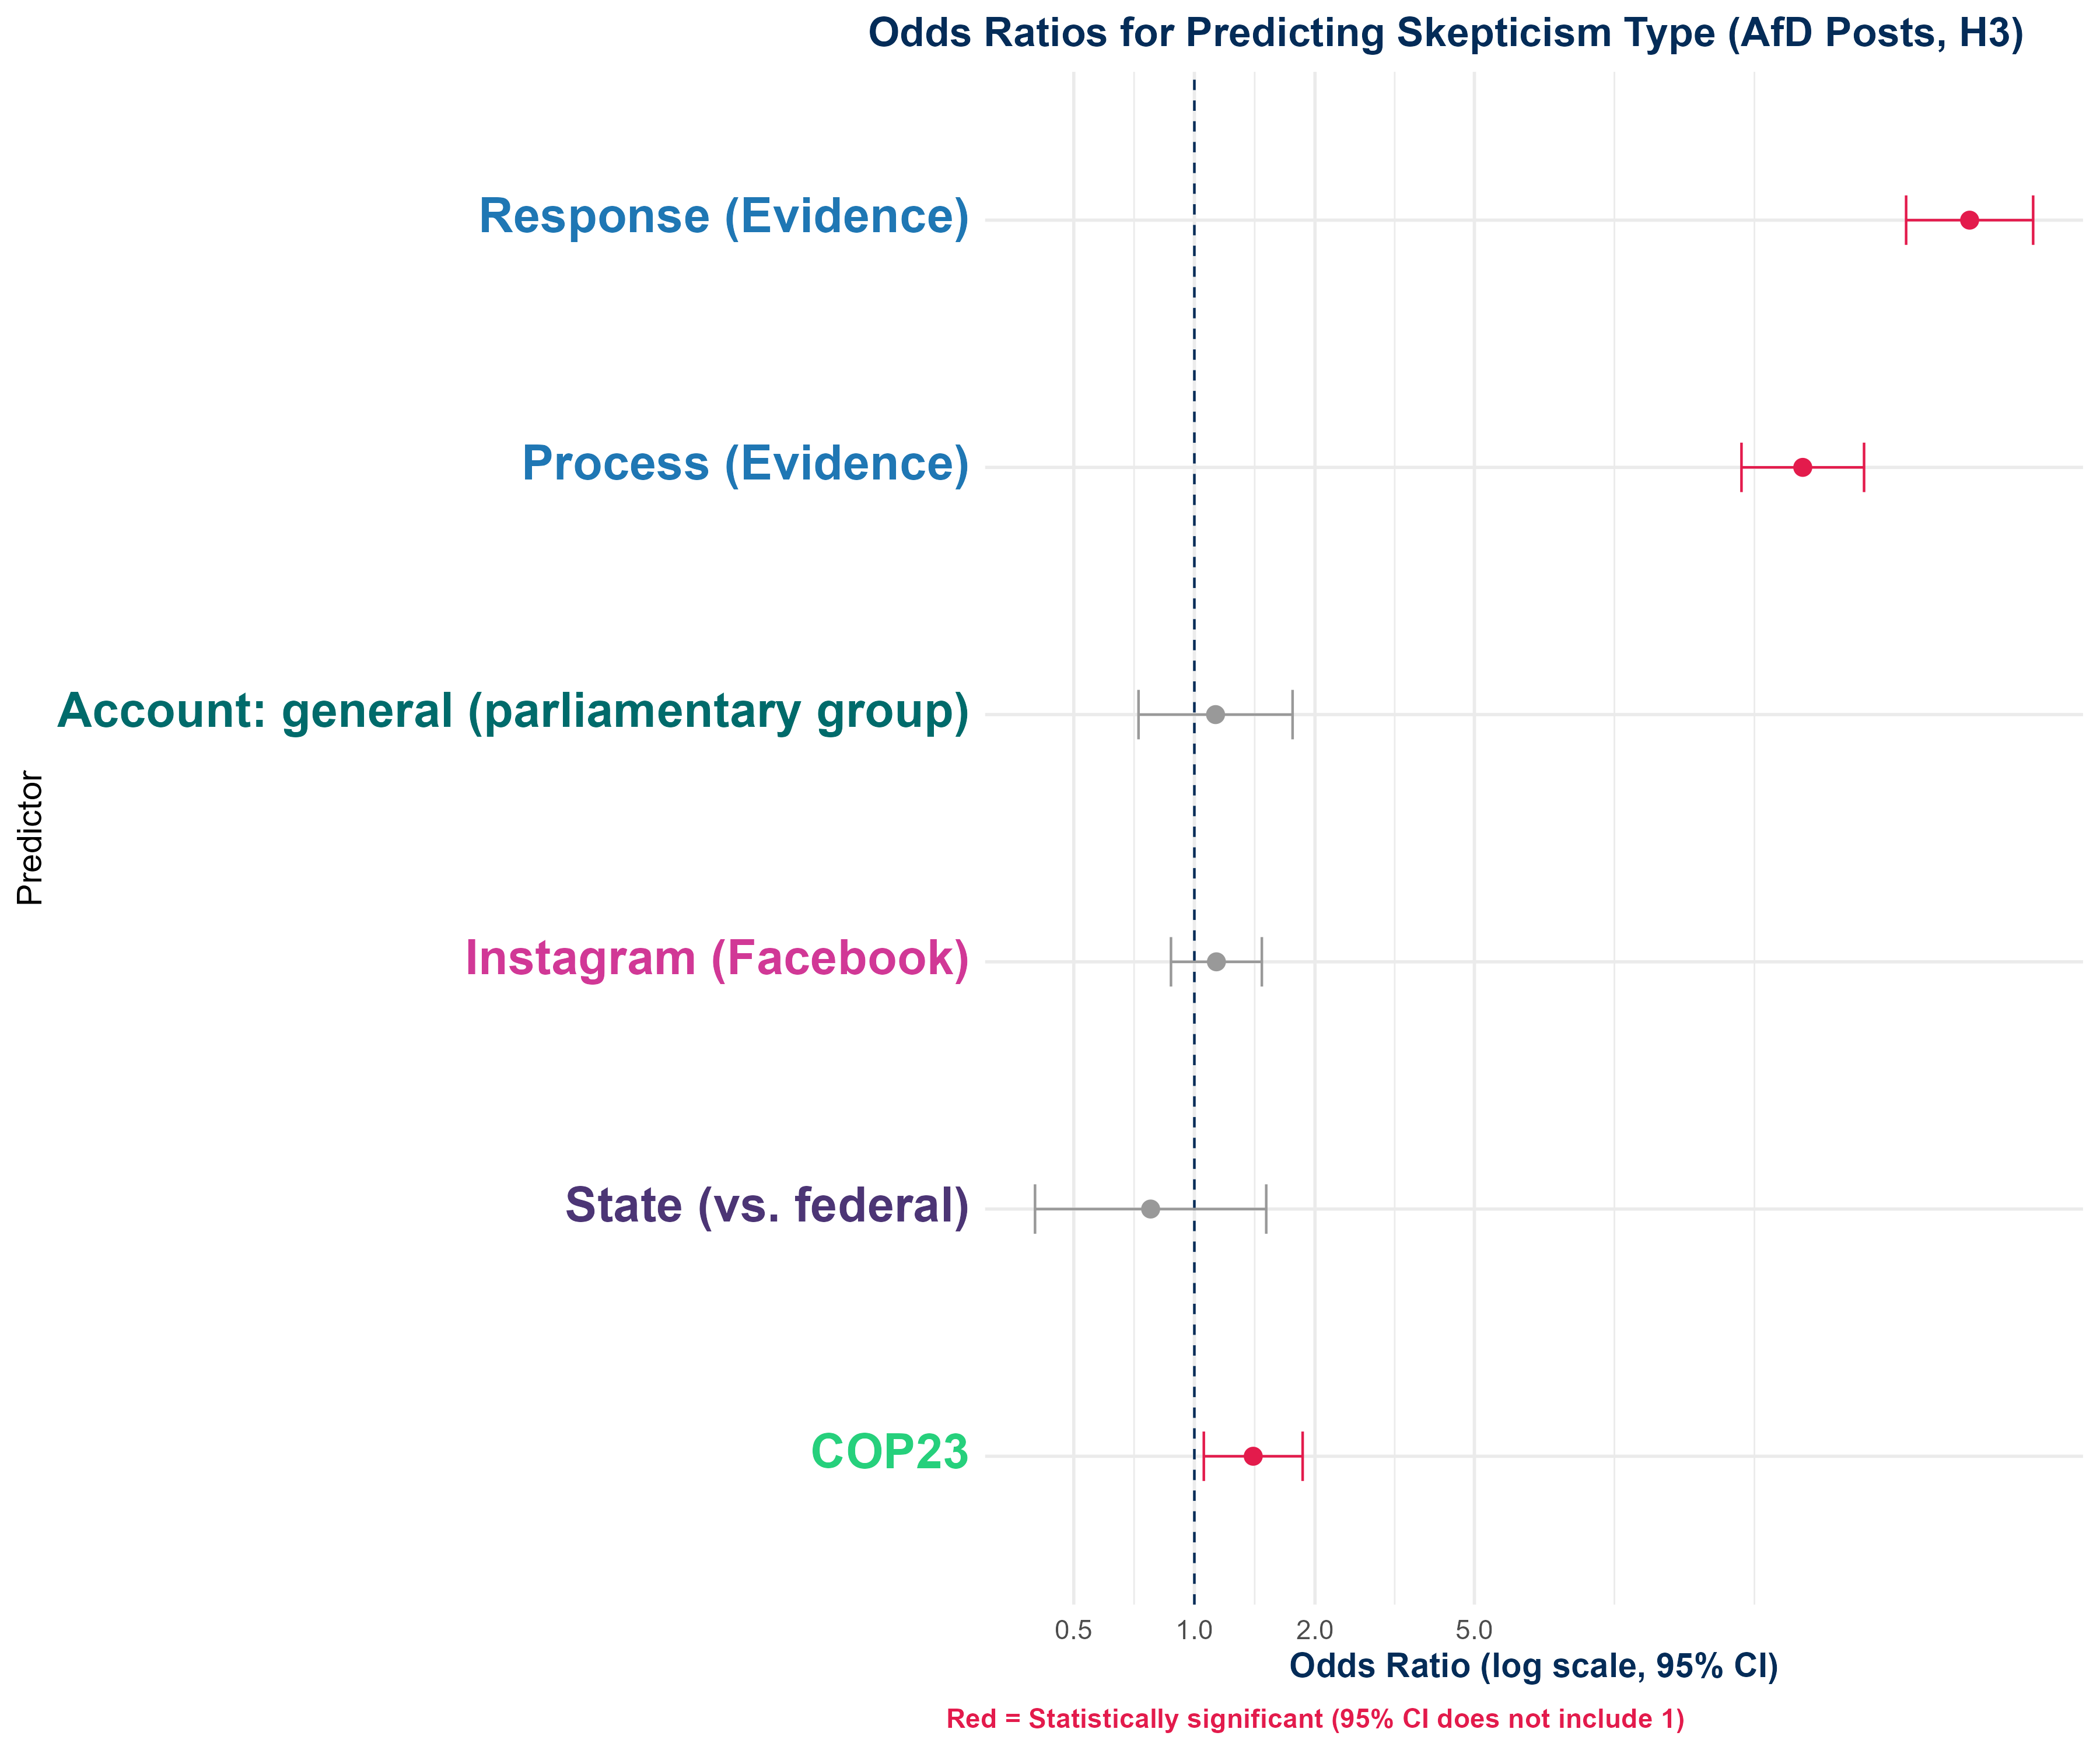 Odds Ratios for Predicting Skepticism Type (AfD Posts, H3)
Response (Evidence)
Process (Evidence)
Account: general (parliamentary group)
Instagram (Facebook)
State (vs. federal)
COP23
Predictor
0.5 1.0 2.0 5.0
Odds Ratio (log scale, 95% CI)
Red = Statistically significant (95% CI does not include 1)